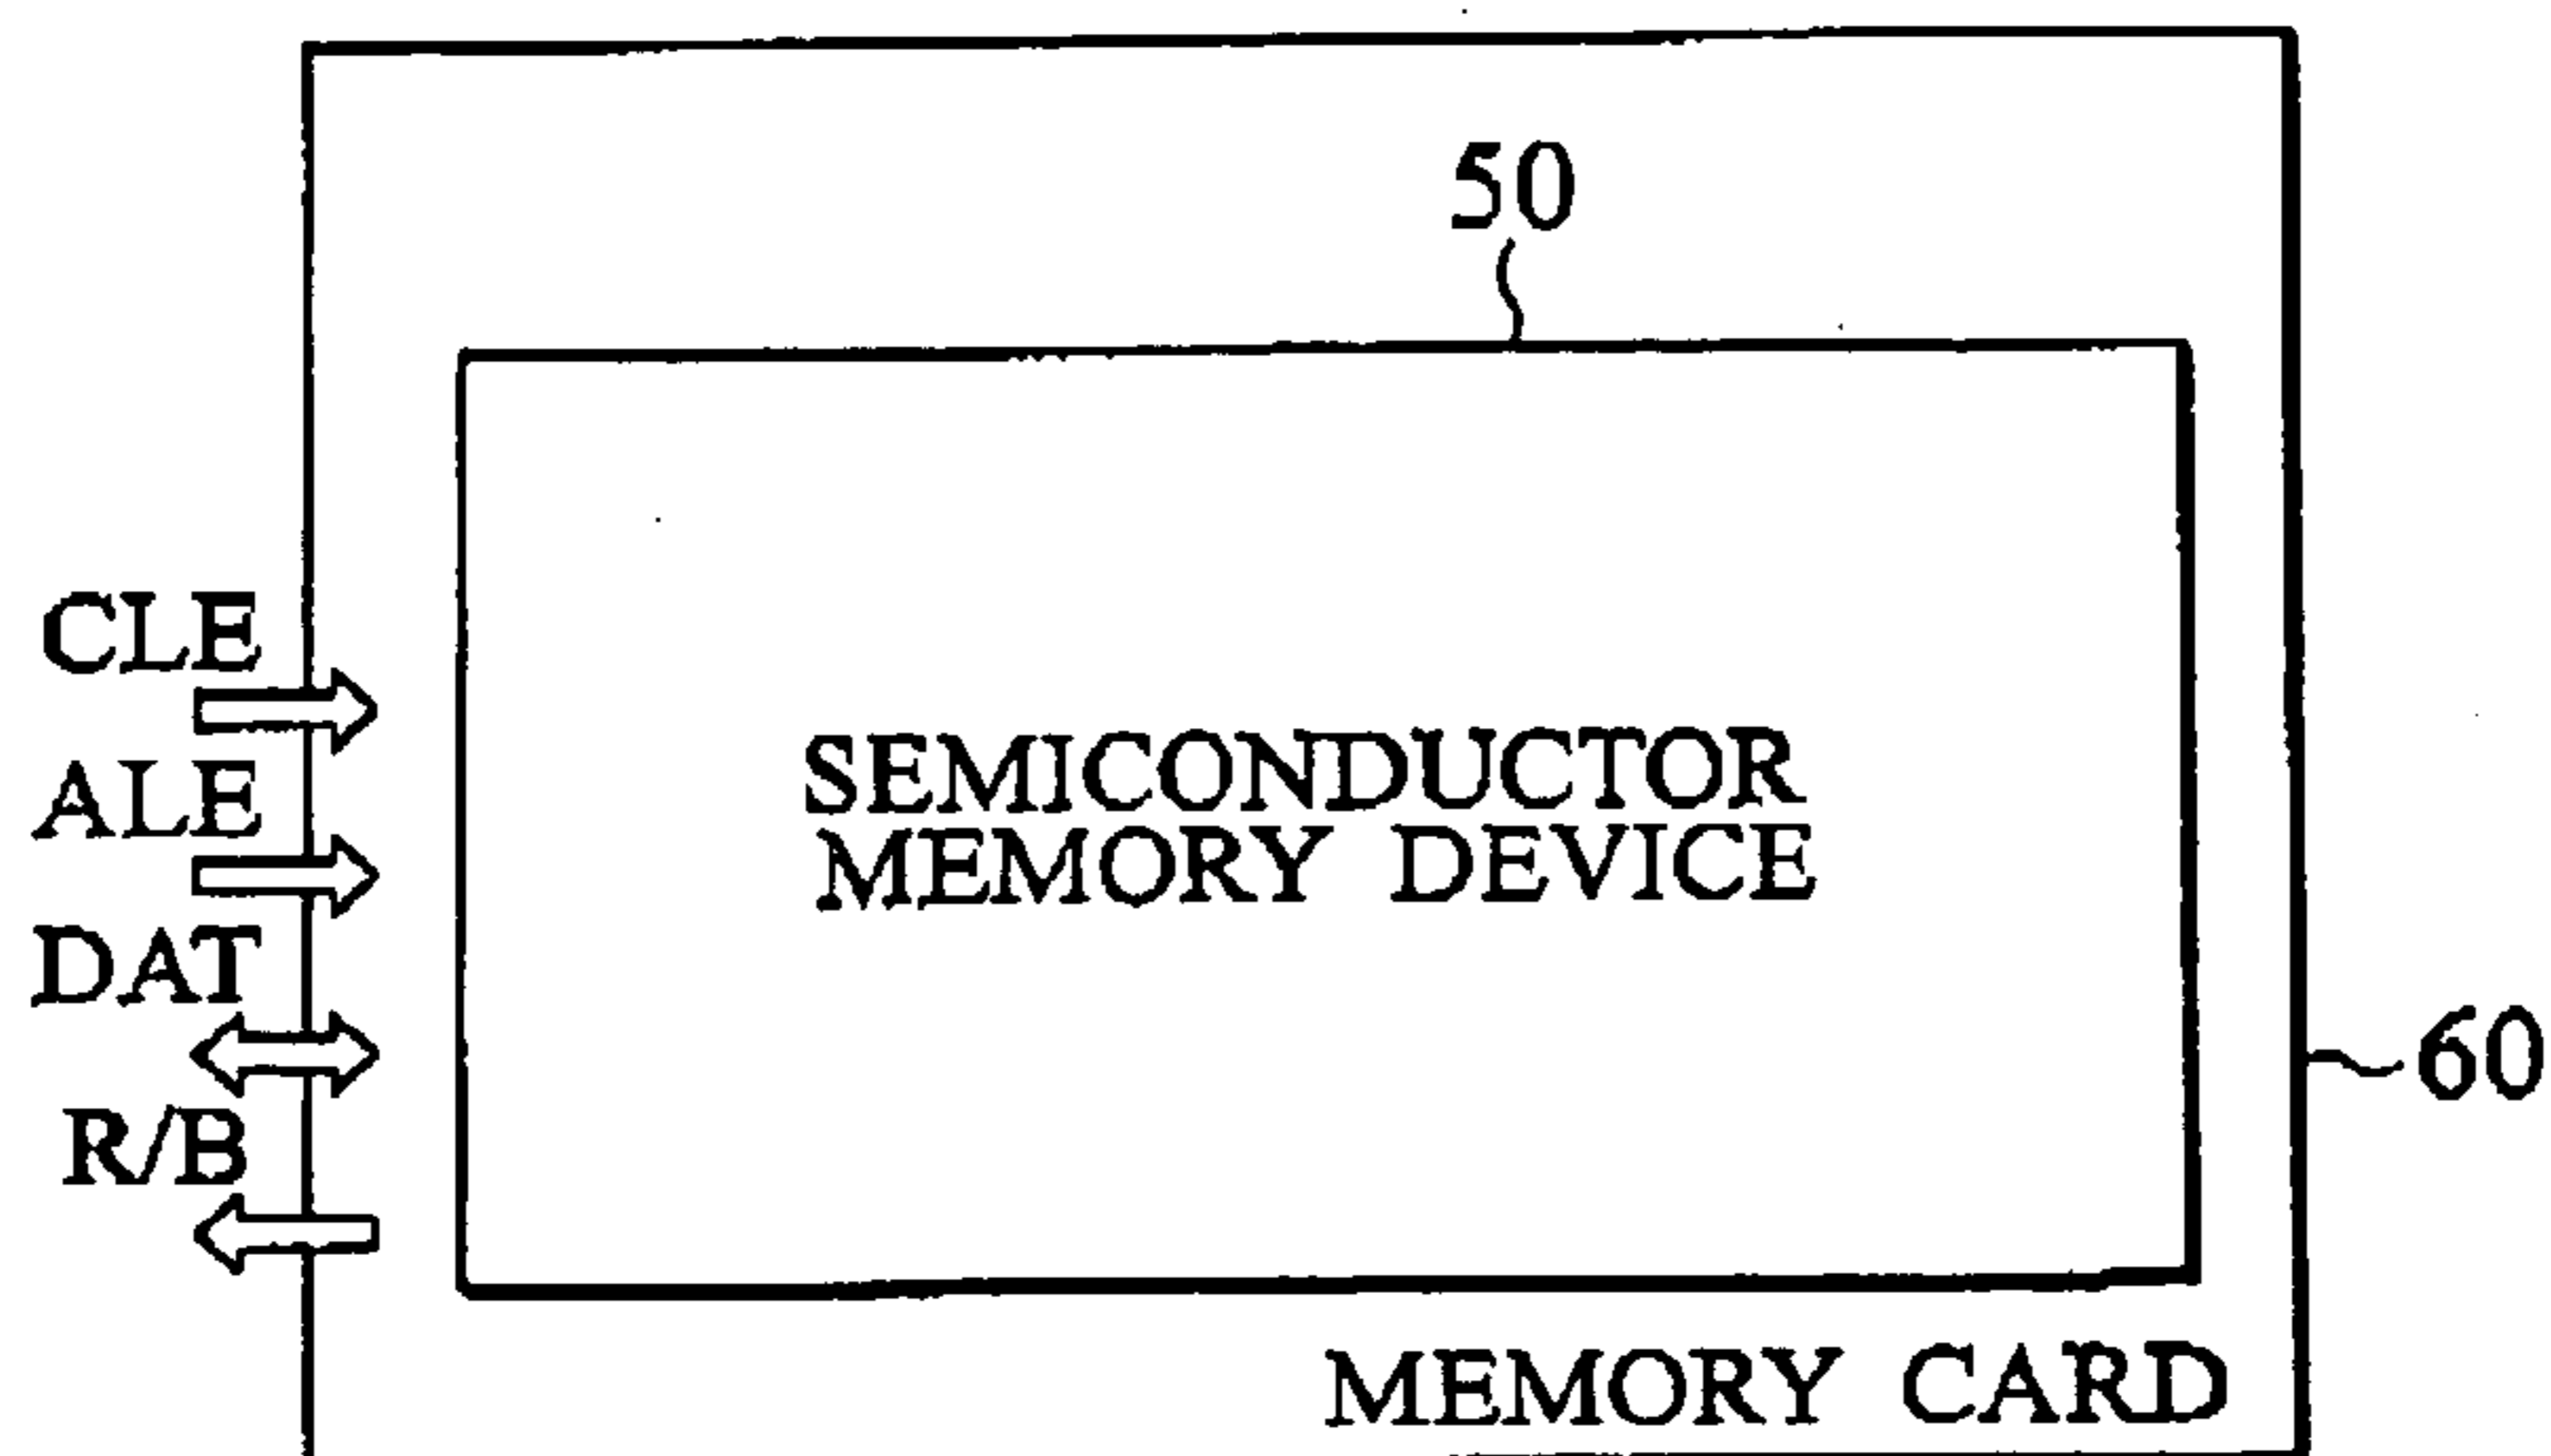 50
CLE
ALE
DAT
R/B
SEMICONDUCTOR
MEMORY DEVICE
60
MEMORY CARD